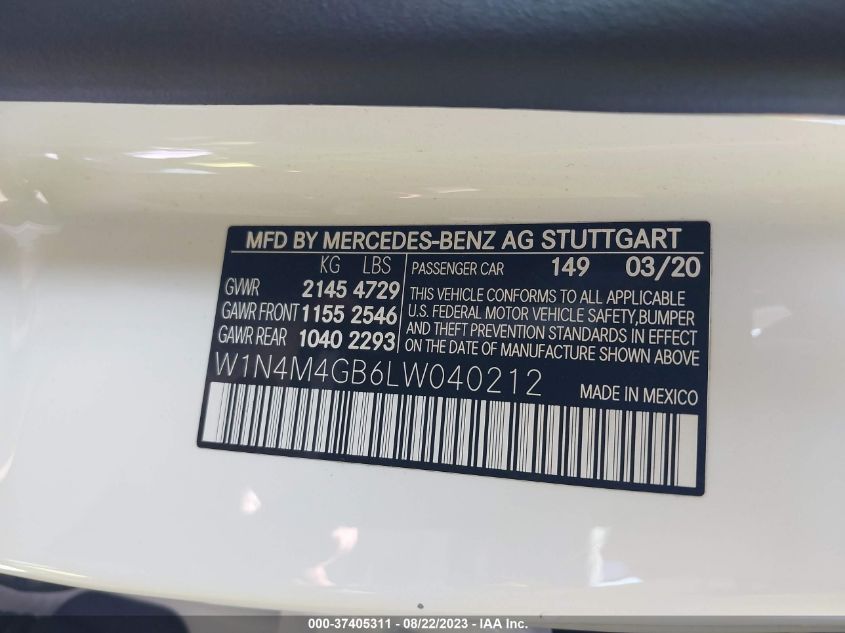 MFD BY MERCEDES-BENZ AG STUTTGART
KG LBS
GVWR 2145 4729
GAWR FRONT 1155 2546
GAWR REAR 1040 2293
PASSENGER CAR 149 03/20
THIS VEHICLE CONFORMS TO ALL APPLICABLE
U.S. FEDERAL MOTOR VEHICLE SAFETY,BUMPER
AND THEFT PREVENTION STANDARDS IN EFFECT
ON THE DATE OF MANUFACTURE SHOWN ABOVE
W1N4M4GB6LW040212
MADE IN MEXICO
000-37405311 - 08/22/2023 - IAA Inc.